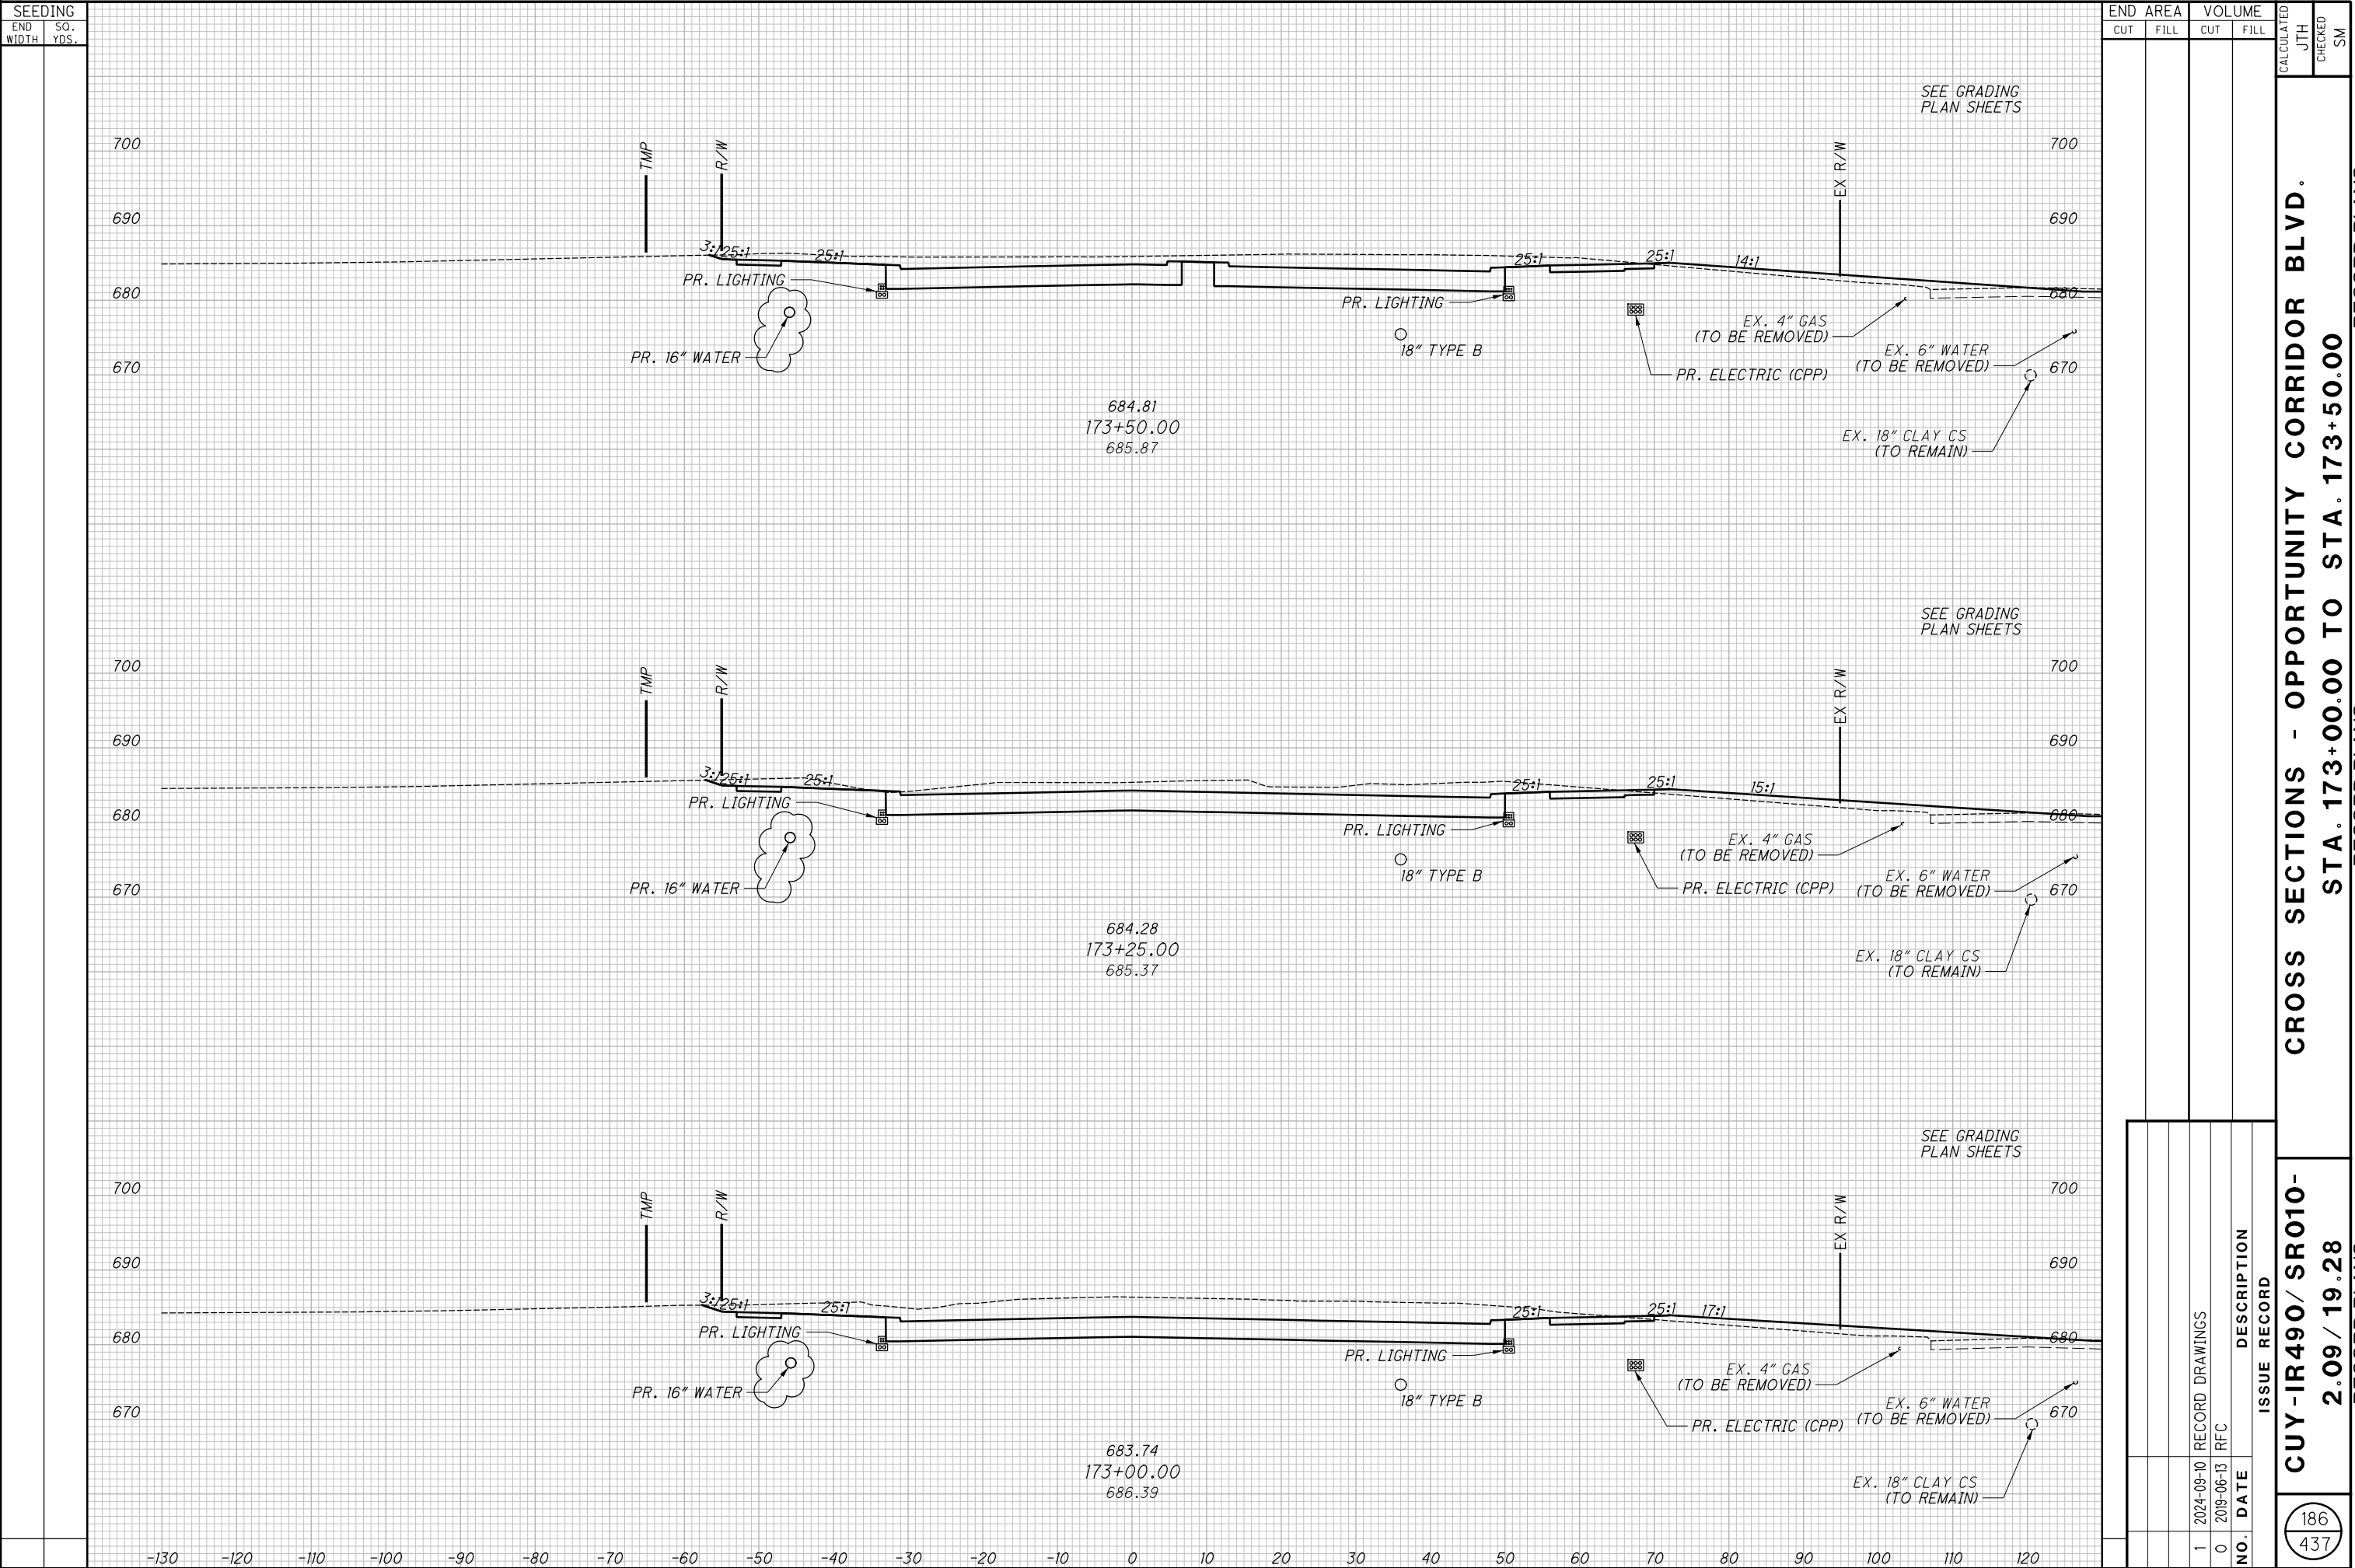 SEEDING
END WIDTH
SQ. YDS.
END AREA
VOLUME
CUT
FILL
CUT
FILL
CALCULATED
JTH
CHECKED
SM
SEE GRADING
PLAN SHEETS
700
700
TMP
R/W
EX R/W
690
690
3:1
25:1
25:1
25:1
25:1
14:1
PR. LIGHTING
680
PR. LIGHTING
680
EX. 4" GAS
(TO BE REMOVED)
PR. 16" WATER
18" TYPE B
EX. 6" WATER
(TO BE REMOVED)
670
670
PR. ELECTRIC (CPP)
684.81
173+50.00
685.87
EX. 18" CLAY CS
(TO REMAIN)
SEE GRADING
PLAN SHEETS
700
700
TMP
R/W
EX R/W
690
690
3:1
25:1
25:1
25:1
25:1
15:1
PR. LIGHTING
680
PR. LIGHTING
680
EX. 4" GAS
(TO BE REMOVED)
PR. 16" WATER
18" TYPE B
EX. 6" WATER
(TO BE REMOVED)
670
670
PR. ELECTRIC (CPP)
684.28
173+25.00
685.37
EX. 18" CLAY CS
(TO REMAIN)
SEE GRADING
PLAN SHEETS
700
700
TMP
R/W
EX R/W
690
690
3:1
25:1
25:1
25:1
25:1
17:1
PR. LIGHTING
680
PR. LIGHTING
680
EX. 4" GAS
(TO BE REMOVED)
PR. 16" WATER
18" TYPE B
EX. 6" WATER
(TO BE REMOVED)
670
670
PR. ELECTRIC (CPP)
683.74
173+00.00
686.39
EX. 18" CLAY CS
(TO REMAIN)
-130 -120 -110 -100 -90 -80 -70 -60 -50 -40 -30 -20 -10 0 10 20 30 40 50 60 70 80 90 100 110 120
CROSS SECTIONS - OPPORTUNITY CORRIDOR BLVD.
STA. 173+00.00 TO STA. 173+50.00
1 2024-09-10 RECORD DRAWINGS
0 2019-06-13 RFC
NO. DATE DESCRIPTION
ISSUE RECORD
CUY-IR490/SR010-
2.09/19.28
186
437